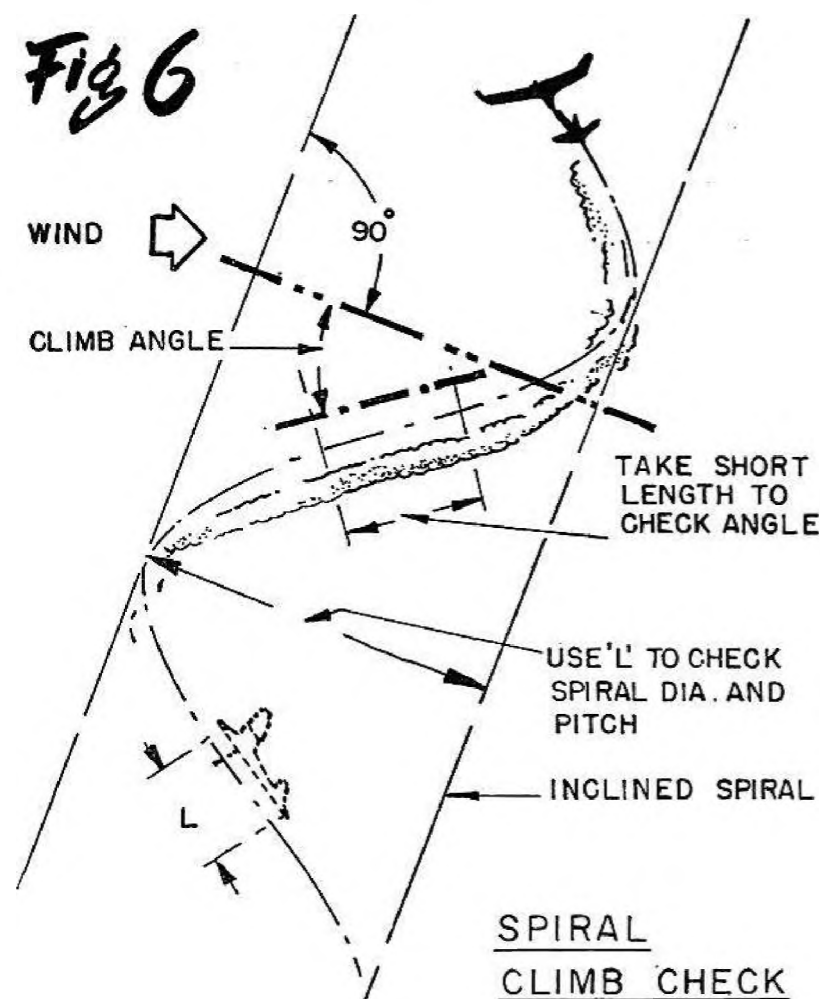 Fig 6
90°
WIND
CLIMB ANGLE
TAKE SHORT
LENGTH TO
CHECK ANGLE
USE 'L' TO CHECK
SPIRAL DIA. AND
PITCH
INCLINED SPIRAL
L
SPIRAL
CLIMB CHECK